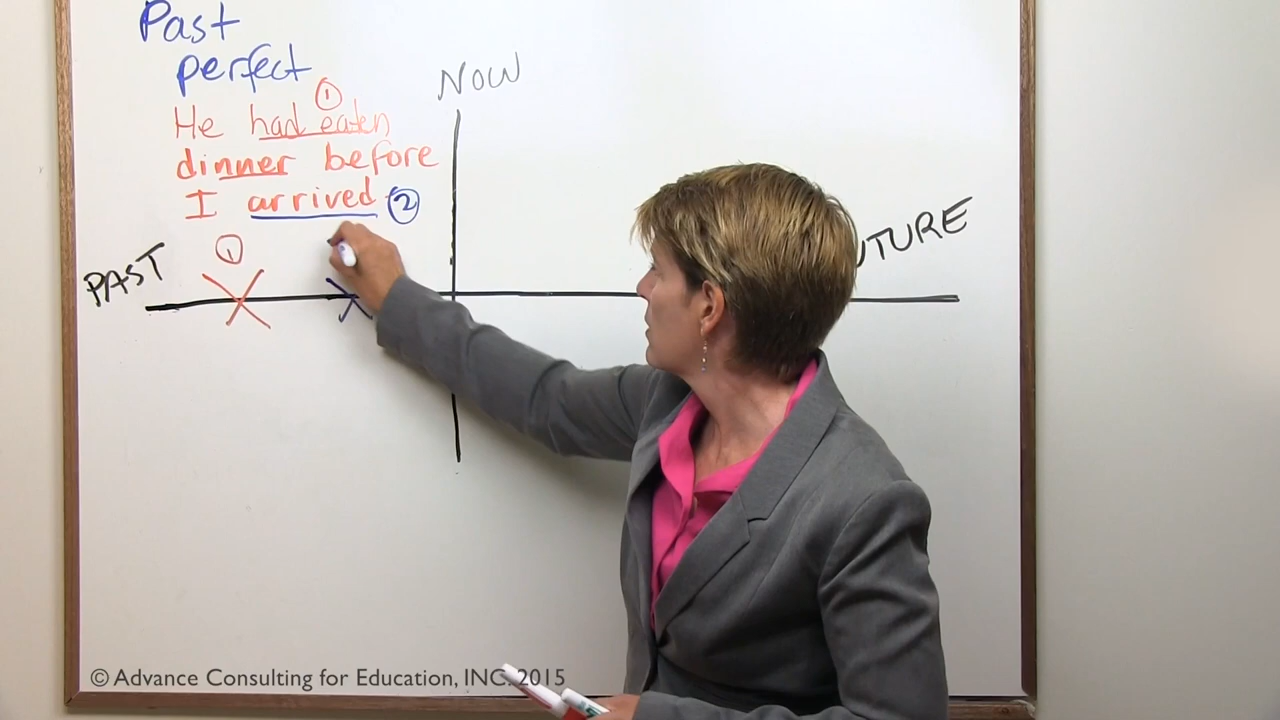 Past
perfect
NOW
①
He had eaten
dinner before
I arrived ②
PAST
①
UTURE
© Advance Consulting for Education, INC. 2015